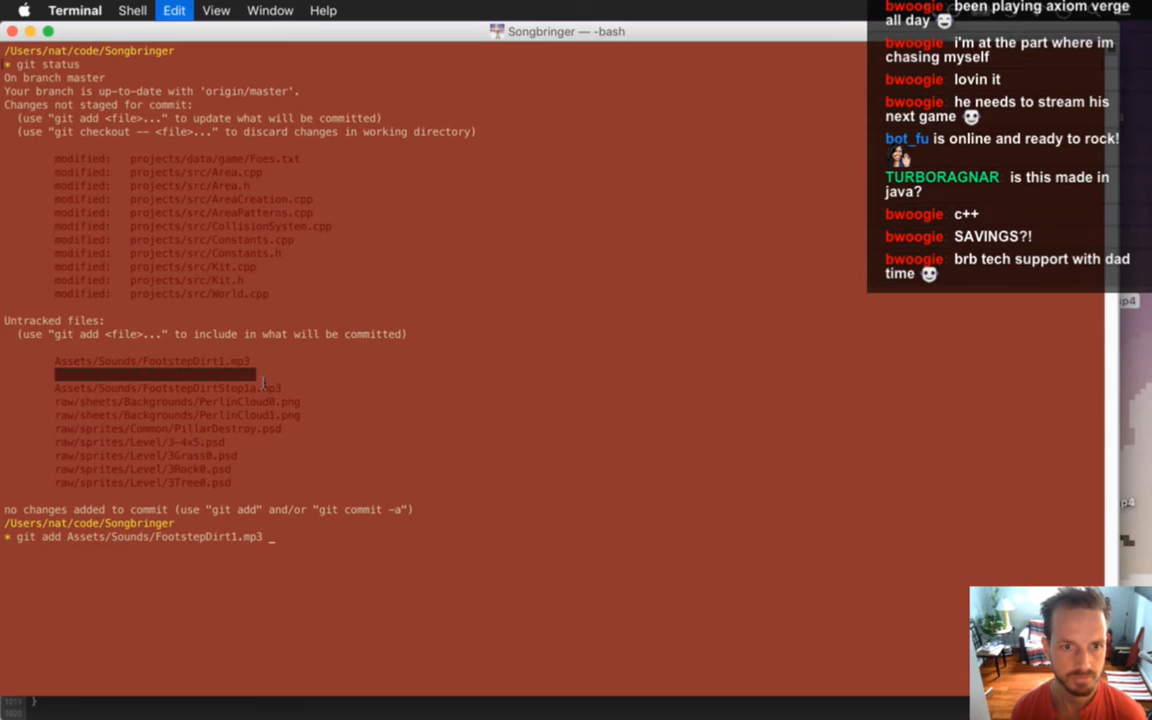 Terminal Shell Edit View Window Help
Songbringer — -bash
/Users/nat/code/Songbringer
* git status
On branch master
Your branch is up-to-date with 'origin/master'.
Changes not staged for commit:
(use "git add <file>..." to update what will be committed)
(use "git checkout -- <file>..." to discard changes in working directory)
modified: projects/data/game/Foes.txt
modified: projects/src/Area.cpp
modified: projects/src/Area.h
modified: projects/src/AreaCreation.cpp
modified: projects/src/AreaPatterns.cpp
modified: projects/src/CollisionSystem.cpp
modified: projects/src/Constants.cpp
modified: projects/src/Constants.h
modified: projects/src/Kit.cpp
modified: projects/src/Kit.h
modified: projects/src/World.cpp
Untracked files:
(use "git add <file>..." to include in what will be committed)
Assets/Sounds/FootstepDirt1.mp3
Assets/Sounds/FootstepDirtStop1a.mp3
raw/sheets/Backgrounds/PerlinCloud0.png
raw/sheets/Backgrounds/PerlinCloud1.png
raw/sprites/Common/PillarDestroy.psd
raw/sprites/Level/3-4x5.psd
raw/sprites/Level/3Grass0.psd
raw/sprites/Level/3Rock0.psd
raw/sprites/Level/3Tree0.psd
no changes added to commit (use "git add" and/or "git commit -a")
/Users/nat/code/Songbringer
* git add Assets/Sounds/FootstepDirt1.mp3 _
bwoogie: been playing axiom verge
all day
bwoogie: i'm at the part where im
chasing myself
bwoogie: lovin it
bwoogie: he needs to stream his
next game
bot_fu is online and ready to rock!
TURBORAGNAR: is this made in
java?
bwoogie: c++
bwoogie: SAVINGS?!
bwoogie: brb tech support with dad
time
ip4
p4
}
1020